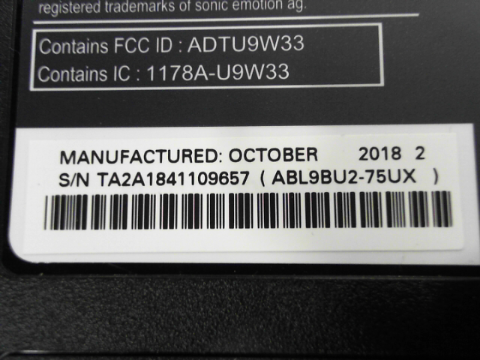 registered trademarks of sonic emotion ag.
Contains FCC ID : ADTU9W33
Contains IC : 1178A-U9W33
MANUFACTURED: OCTOBER 2018 2
S/N TA2A1841109657 ( ABL9BU2-75UX )